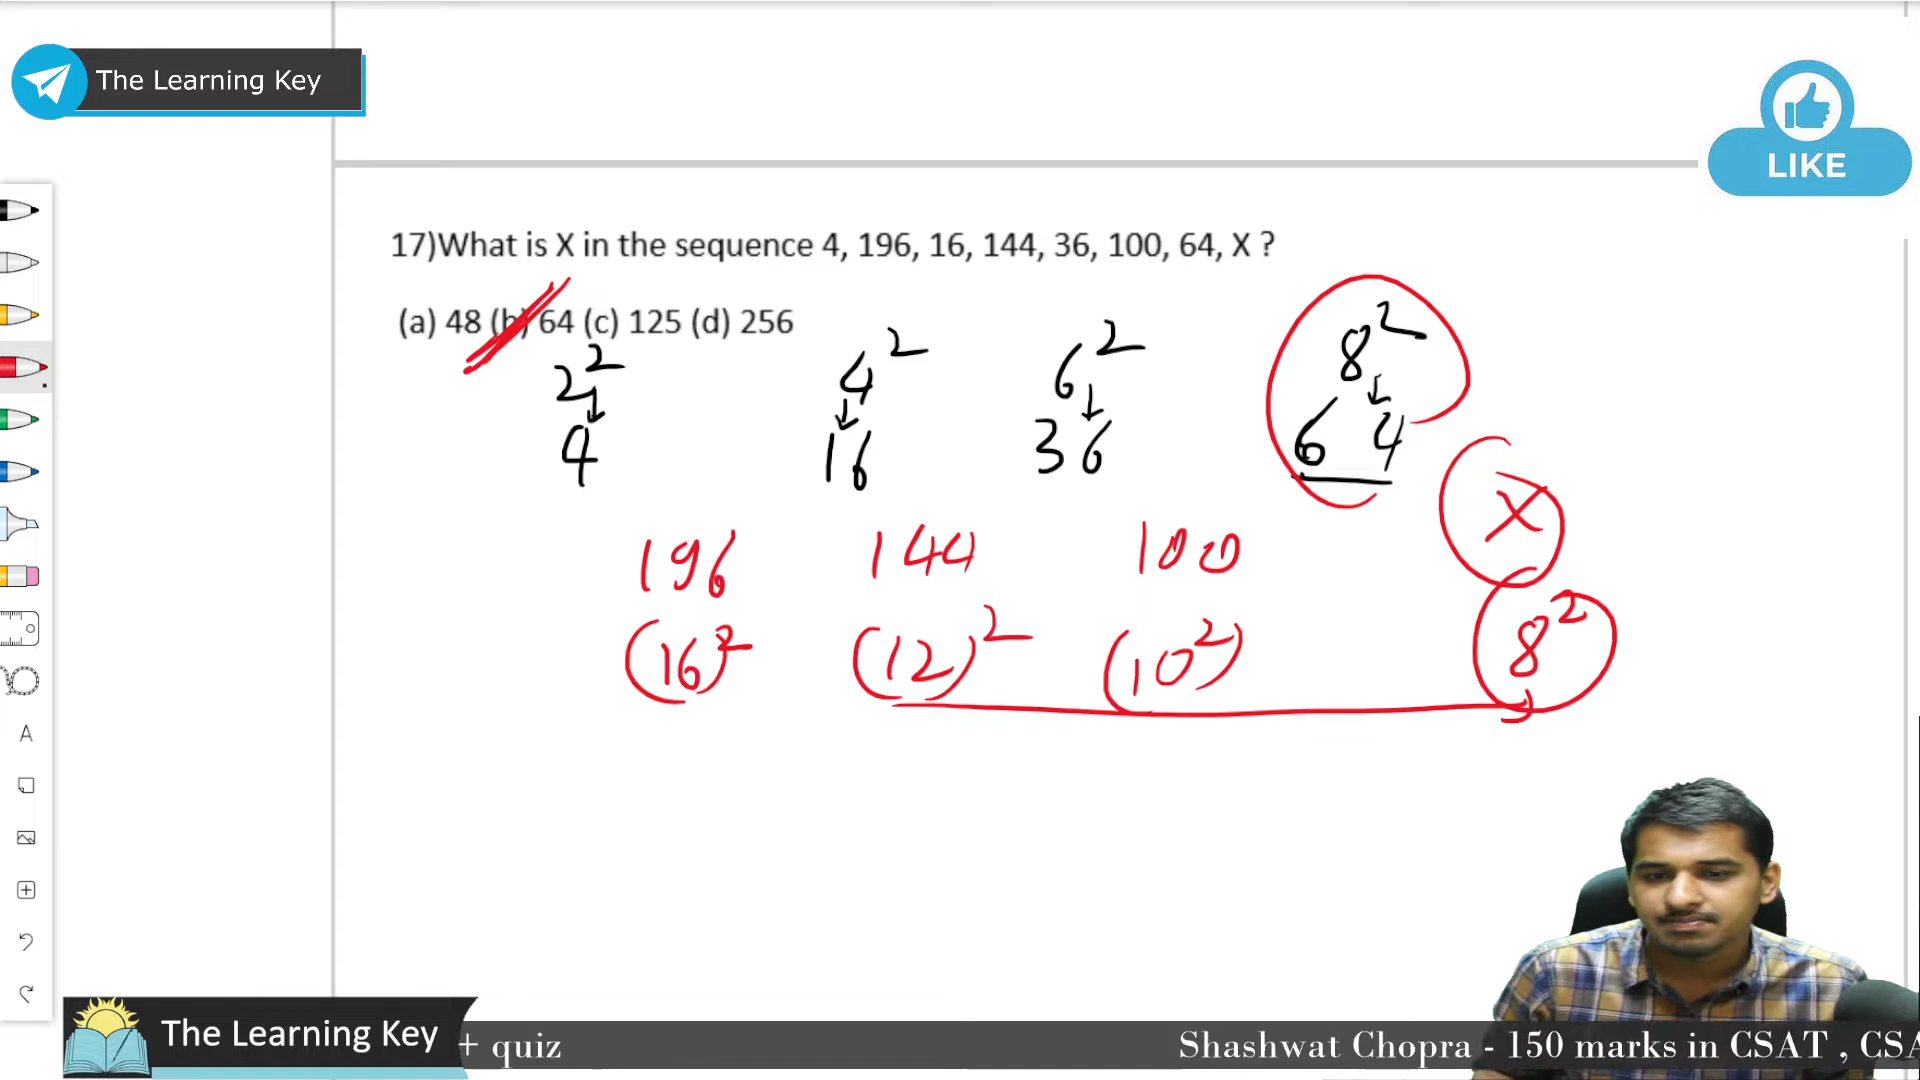 The Learning Key
LIKE
17)What is X in the sequence 4, 196, 16, 144, 36, 100, 64, X ?
(a) 48 (b) 64 (c) 125 (d) 256
2² 4² 6² 8²
4 16 36 64
X
196 144 100
(16)² (12)² (10²) 8²
A
The Learning Key
+ quiz
Shashwat Chopra - 150 marks in CSAT , CSA